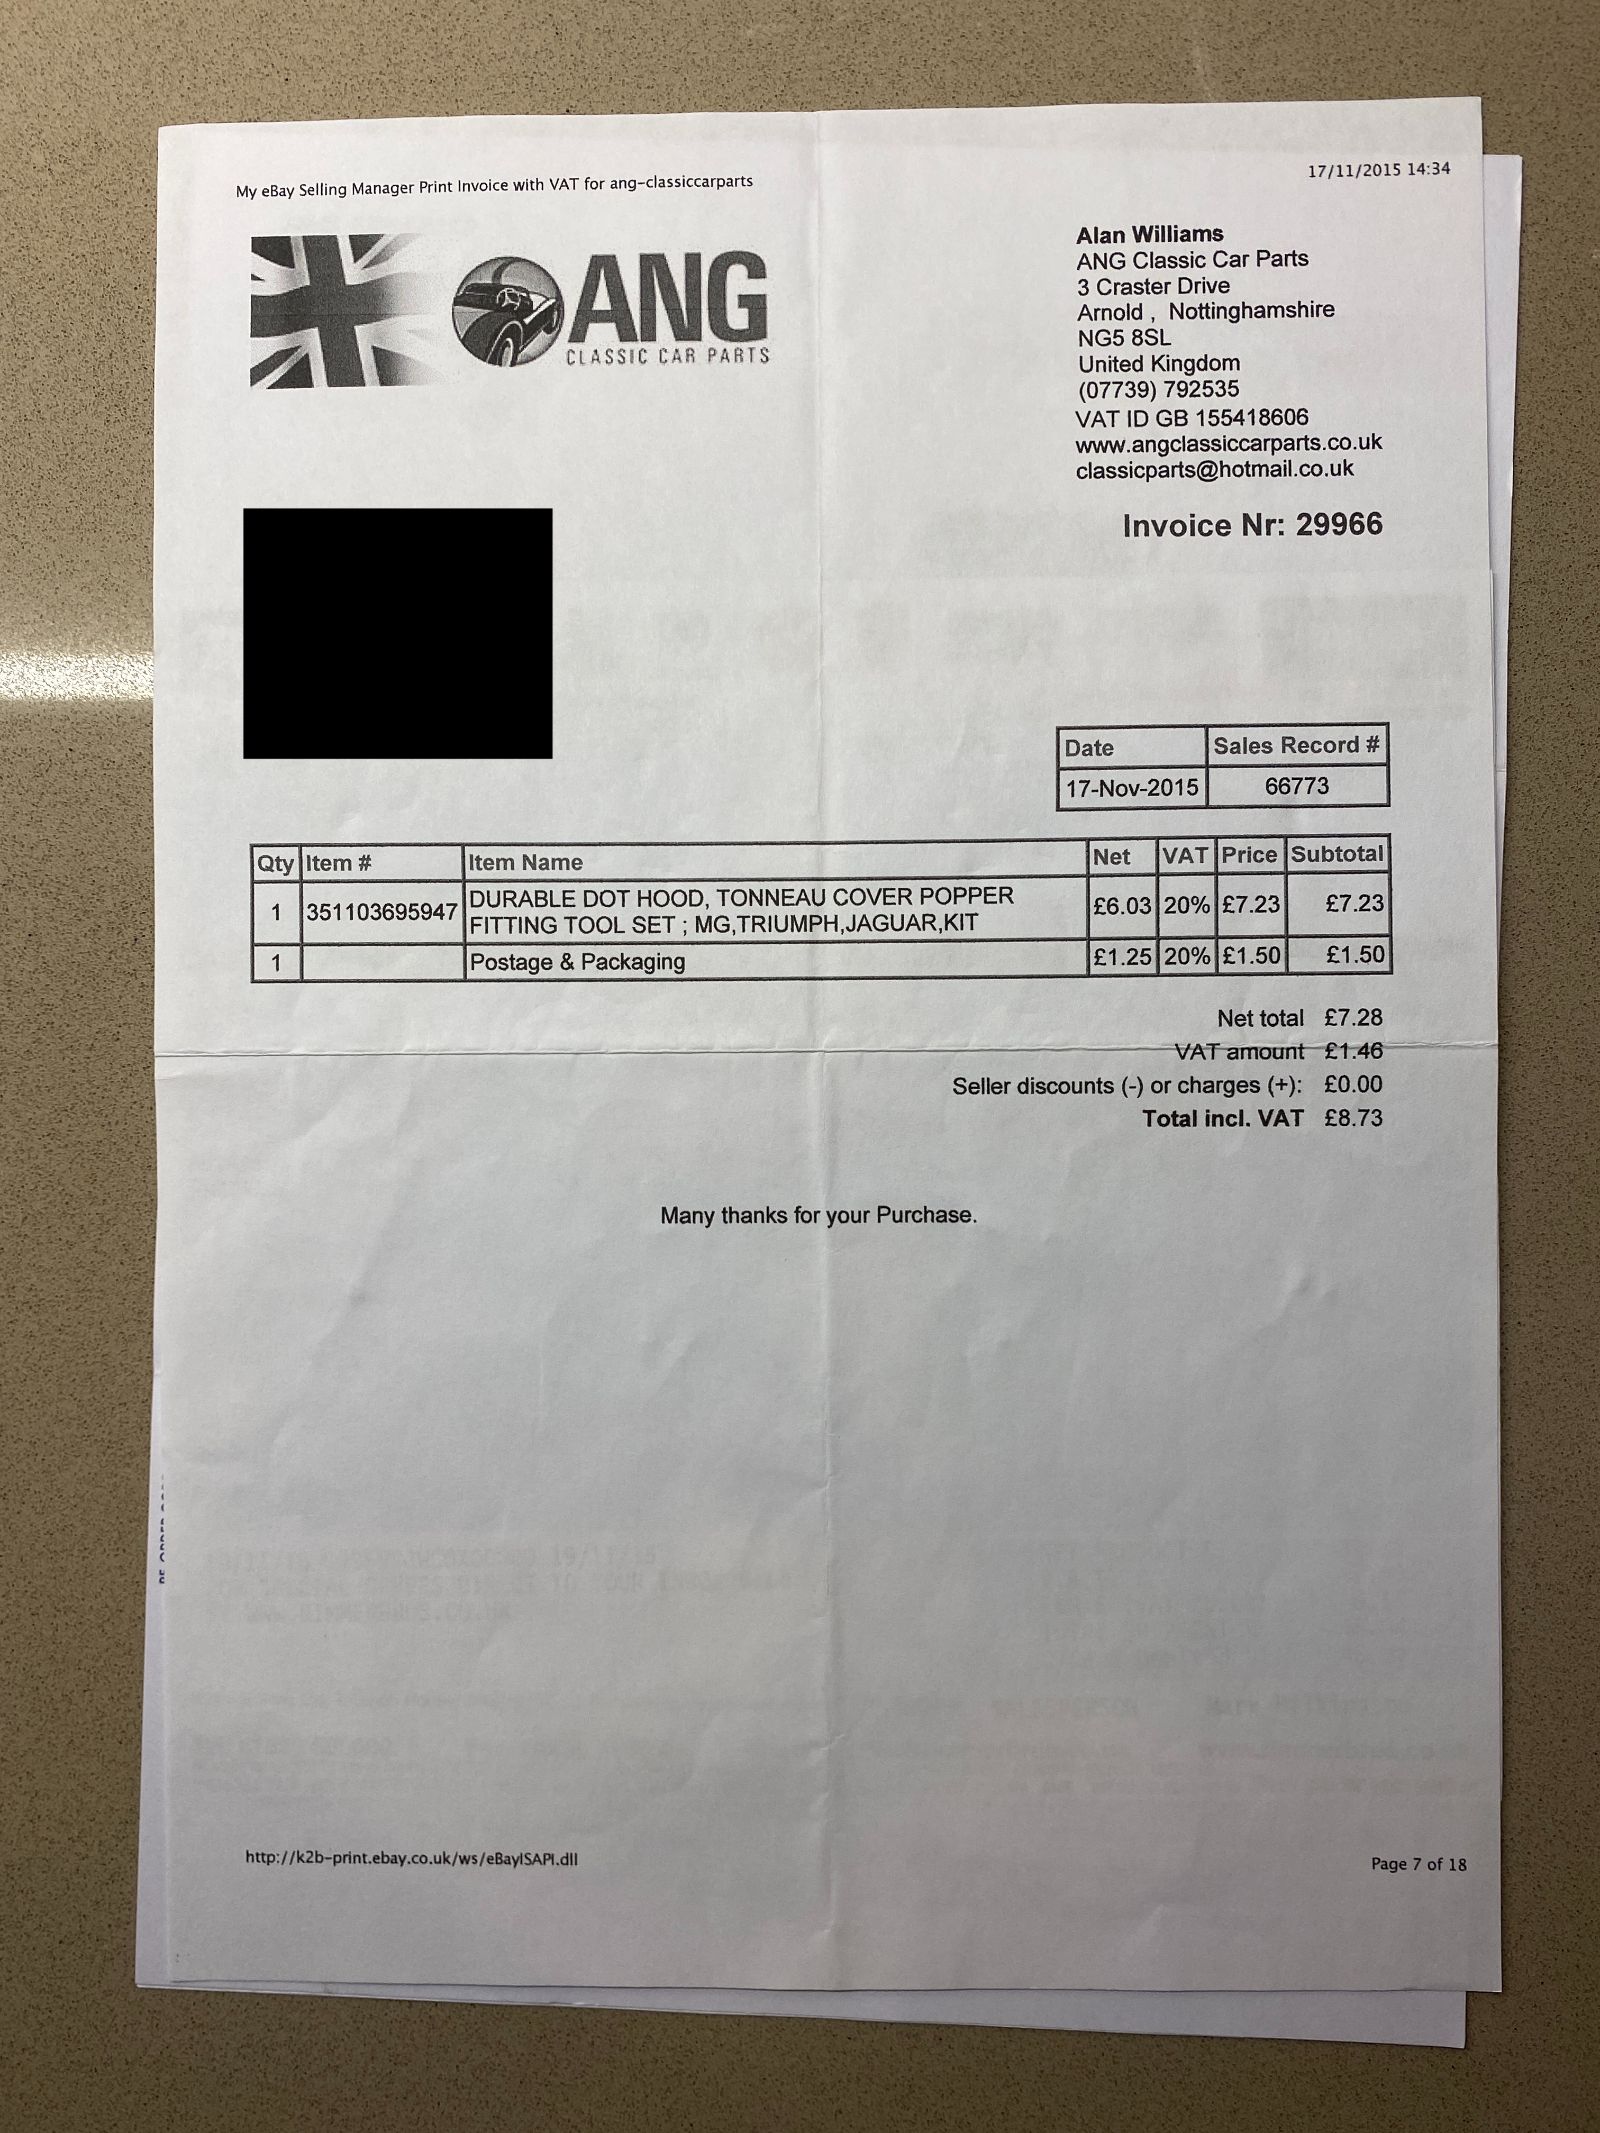 My eBay Selling Manager Print Invoice with VAT for ang-classiccarparts
17/11/2015 14:34
ANG
CLASSIC CAR PARTS
Alan Williams
ANG Classic Car Parts
3 Craster Drive
Arnold , Nottinghamshire
NG5 8SL
United Kingdom
(07739) 792535
VAT ID GB 155418606
www.angclassiccarparts.co.uk
classicparts@hotmail.co.uk
Invoice Nr: 29966
Date Sales Record #
17-Nov-2015 66773
Qty Item # Item Name Net VAT Price Subtotal
1 351103695947 DURABLE DOT HOOD, TONNEAU COVER POPPER FITTING TOOL SET ; MG,TRIUMPH,JAGUAR,KIT £6.03 20% £7.23 £7.23
1 Postage & Packaging £1.25 20% £1.50 £1.50
Net total £7.28
VAT amount £1.46
Seller discounts (-) or charges (+): £0.00
Total incl. VAT £8.73
Many thanks for your Purchase.
http://k2b-print.ebay.co.uk/ws/eBayISAPI.dll
Page 7 of 18